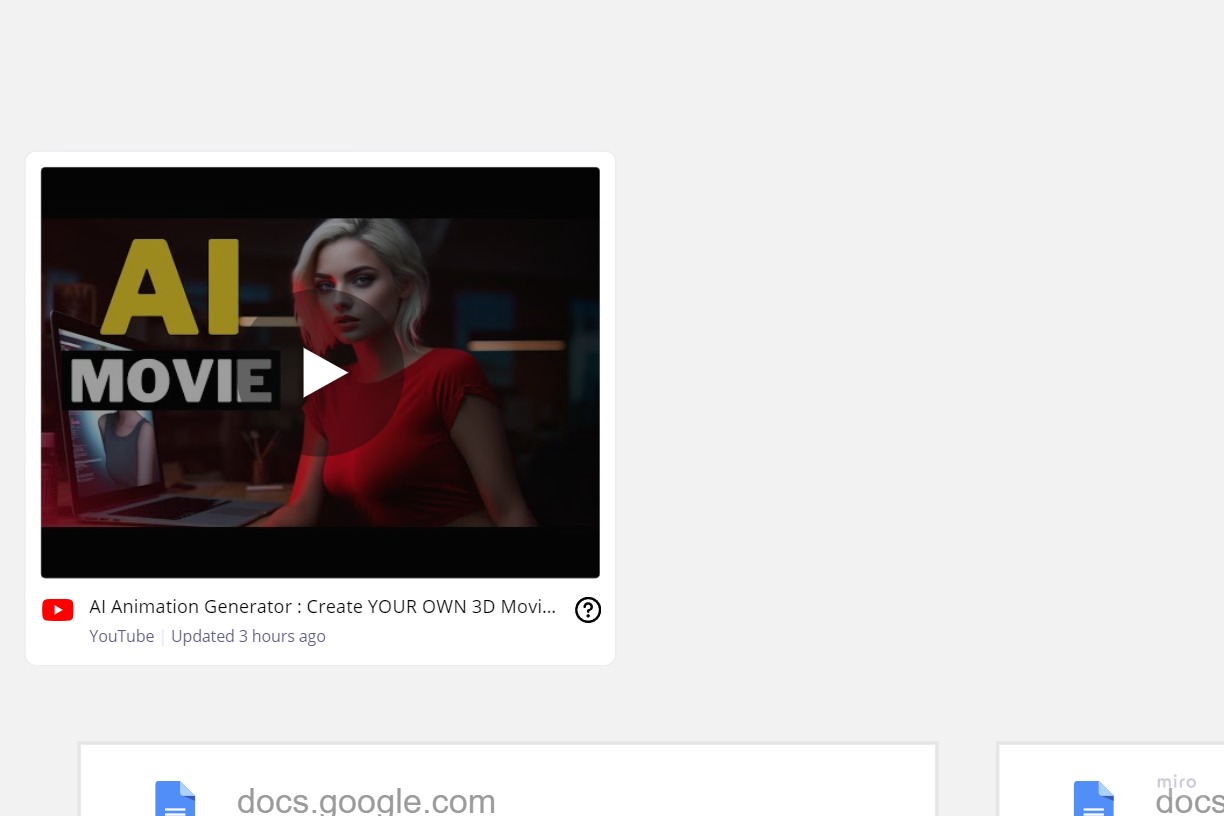 AI
MOVIE
AI Animation Generator : Create YOUR OWN 3D Movi...
YouTube | Updated 3 hours ago
docs.google.com
miro
docs